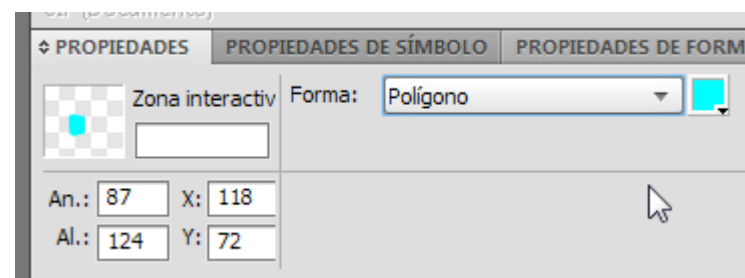 PROPIEDADES PROPIEDADES DE SÍMBOLO PROPIEDADES DE FORM
Zona interactiv Forma: Polígono
An.: 87 X: 118
Al.: 124 Y: 72